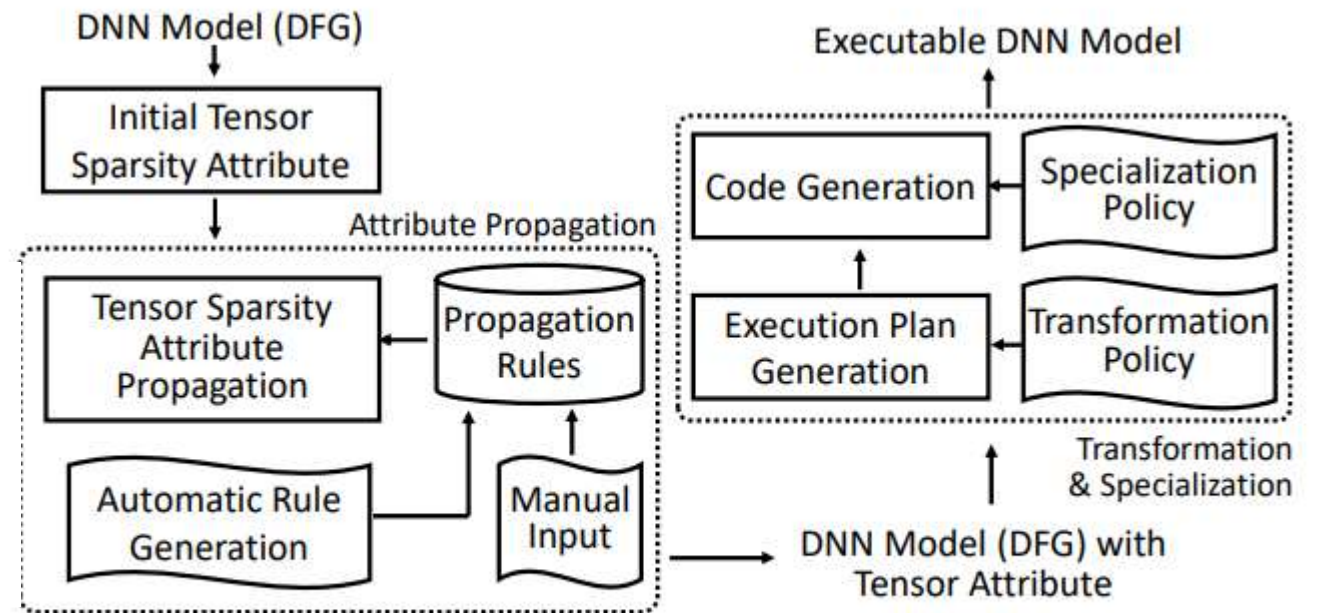 DNN Model (DFG)
Initial Tensor
Sparsity Attribute
Attribute Propagation
Tensor Sparsity
Attribute
Propagation
Propagation
Rules
Automatic Rule
Generation
Manual
Input
DNN Model (DFG) with
Tensor Attribute
Transformation
& Specialization
Execution Plan
Generation
Transformation
Policy
Code Generation
Specialization
Policy
Executable DNN Model